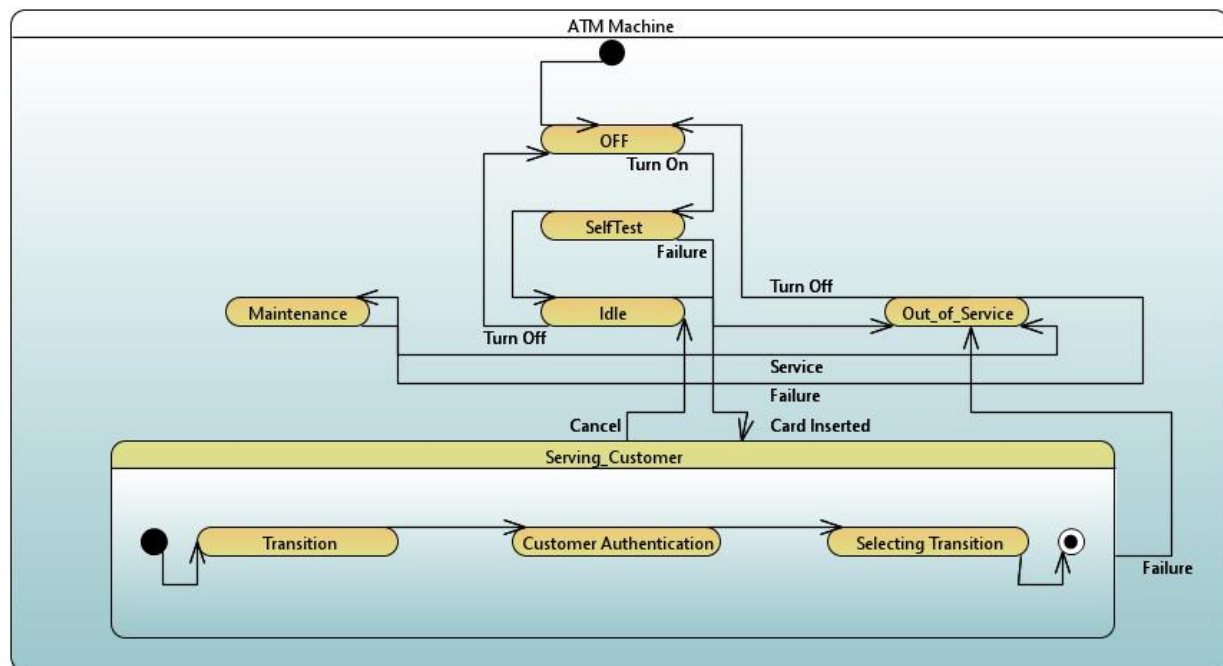 ATM Machine
OFF
Turn On
SelfTest
Failure
Turn Off
Maintenance
Idle
Out_of_Service
Turn Off
Service
Failure
Cancel
Card Inserted
Serving_Customer
Transition
Customer Authentication
Selecting Transition
Failure